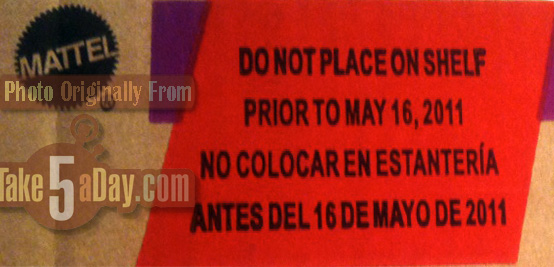 MATTEL
®
Photo Originally From
Take5aDay.com
DO NOT PLACE ON SHELF
PRIOR TO MAY 16, 2011
NO COLOCAR EN ESTANTERÍA
ANTES DEL 16 DE MAYO DE 2011